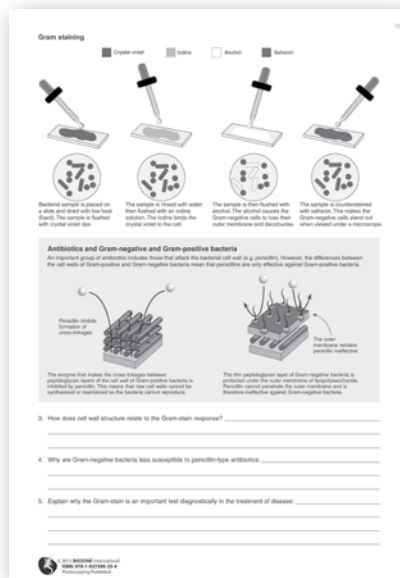 Gram staining
Crystal violet Iodine Alcohol Safranin
Bacterial sample is placed on
a slide and dried with low heat
(fixed). The sample is flushed
with crystal violet dye.
The sample is rinsed with water
then flushed with an iodine
solution. The iodine binds the
crystal violet to the cell.
The sample is then flushed with
alcohol. The alcohol causes the
Gram-negative cells to lose their
outer membrane and decolourise.
The sample is counterstained
with safranin. This makes the
Gram-negative cells stand out
when viewed under a microscope.
Antibiotics and Gram-negative and Gram-positive bacteria
An important group of antibiotics includes those that attack the bacterial cell wall (e.g. penicillin). However, the differences between
the cell walls of Gram-positive and Gram-negative bacteria mean that penicillins are only effective against Gram-positive bacteria.
Penicillin inhibits
formation of
cross-linkages
The outer
membrane renders
penicillin ineffective
The enzyme that makes the cross linkages between
peptidoglycan layers of the cell wall of Gram-positive bacteria is
inhibited by penicillin. This means that new cell walls cannot be
synthesised or maintained as the bacteria cannot reproduce
The thin peptidoglycan layer of Gram-negative bacteria is
protected under the outer membrane of lipopolysaccharide.
Penicillin cannot penetrate the outer membrane and is
therefore ineffective against Gram-negative bacteria.
3. How does cell wall structure relate to the Gram-stain response?
4. Why are Gram-negative bacteria less susceptible to penicillin-type antibiotics:
5. Explain why the Gram-stain is an important test diagnostically in the treatment of disease:
BIOZONE International
Photocopying Prohibited